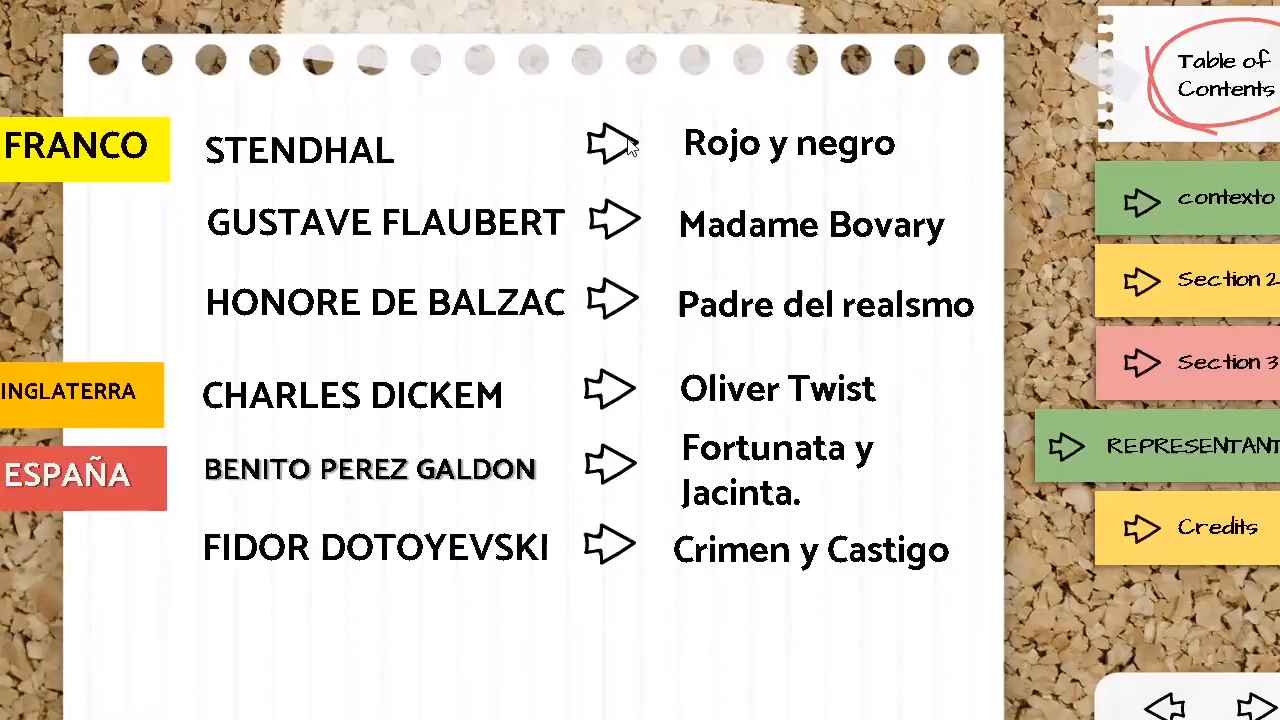 FRANCO
STENDHAL
Rojo y negro
GUSTAVE FLAUBERT
Madame Bovary
HONORE DE BALZAC
Padre del realsmo
INGLATERRA
CHARLES DICKEM
Oliver Twist
ESPAÑA
BENITO PEREZ GALDON
Fortunata y
Jacinta.
FIDOR DOTOYEVSKI
Crimen y Castigo
Table of
Contents
contexto
Section 2
Section 3
REPRESENTANT
Credits